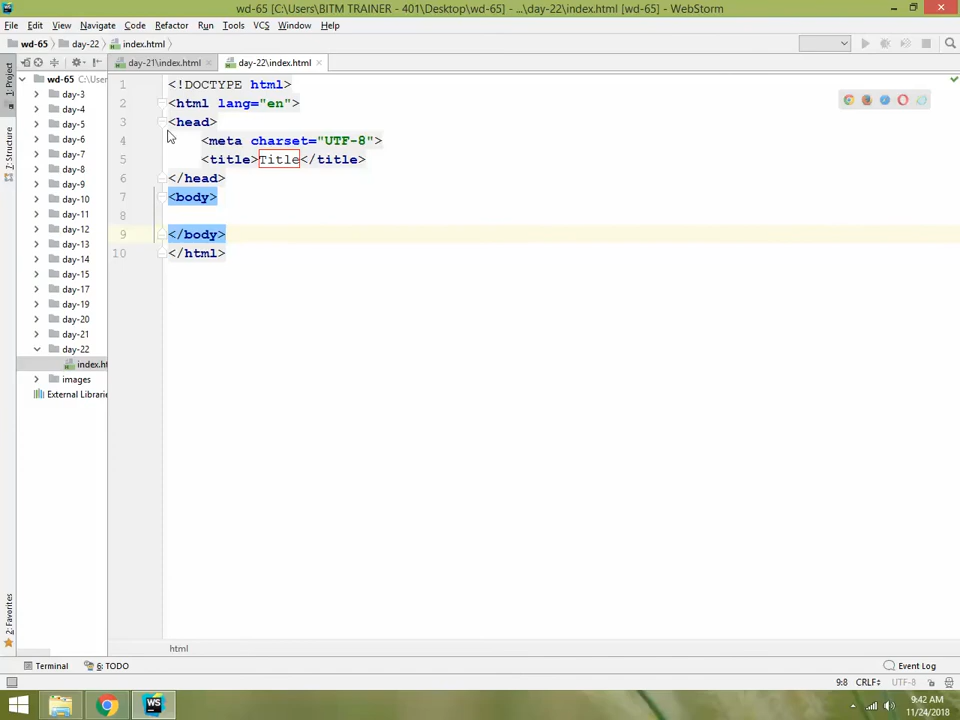 wd-65 [C:\Users\BITM TRAINER - 401\Desktop\wd-65] - ...\day-22\index.html [wd-65] - WebStorm
File Edit View Navigate Code Refactor Run Tools VCS Window Help
wd-65 day-22 index.html
day-21\index.html day-22\index.html
1: Project
7: Structure
2: Favorites
wd-65 C:\User
day-3
day-4
day-5
day-6
day-7
day-8
day-9
day-10
day-11
day-12
day-13
day-14
day-15
day-17
day-19
day-20
day-21
day-22
index.ht
images
External Librarie
1 <!DOCTYPE html>
2 <html lang="en">
3 <head>
4 <meta charset="UTF-8">
5 <title>Title</title>
6 </head>
7 <body>
8
9 </body>
10 </html>
html
Terminal 6: TODO Event Log
9:8 CRLF UTF-8
WS
9:42 AM
11/24/2018